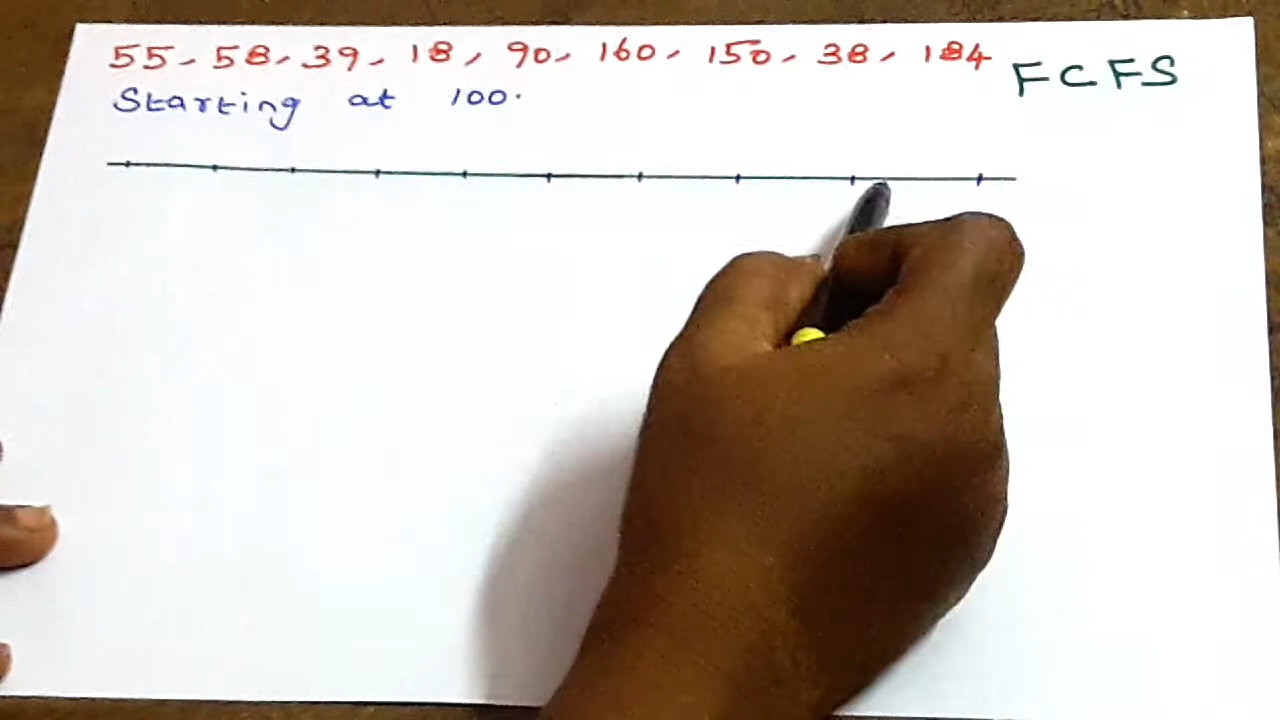 55, 58, 39, 18, 90, 160, 150, 38, 184
FCFS
Starting at 100.